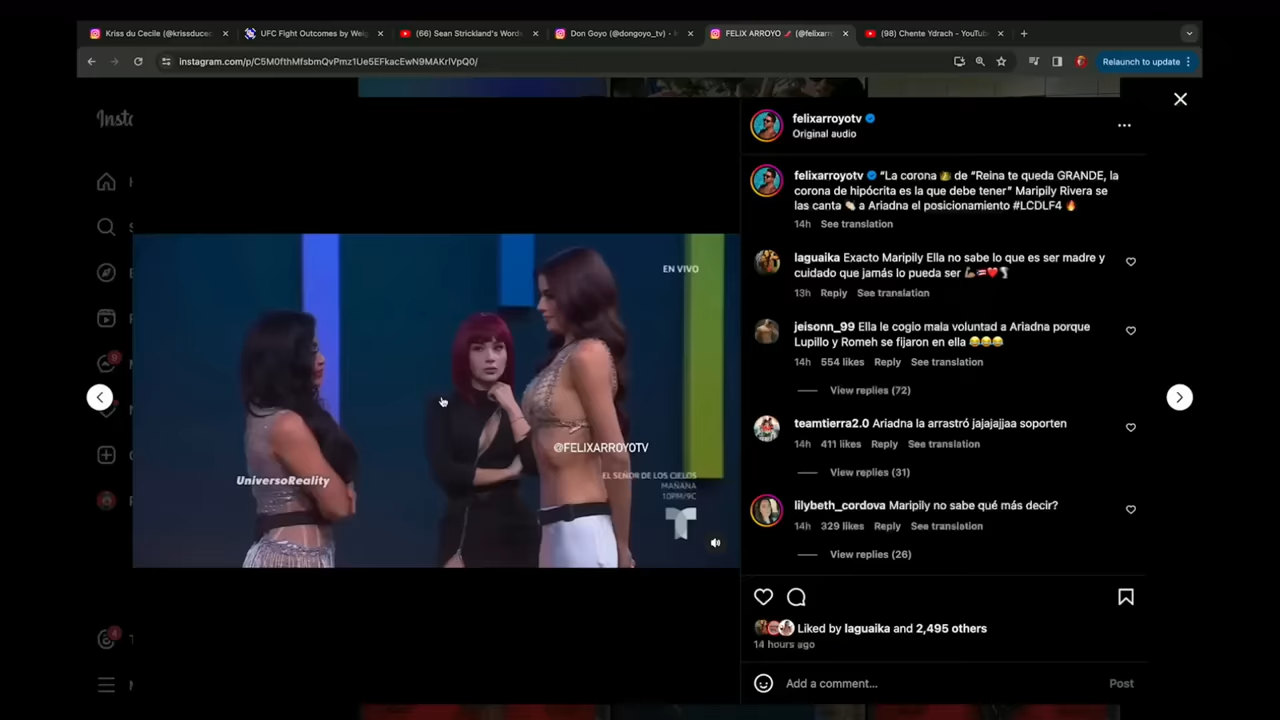 Kriss du Cecile (@krissduced
UFC Fight Outcomes by Weig
(66) Sean Strickland's Words
Don Goyo (@dongoyo_tv) •
FELIX ARROYO 🌶️ (@felixarro
(98) Chente Ydrach - YouTub
instagram.com/p/C5M0fthMfsbmQvPmz1Ue5EFkacEwN9MAKrlVpQ0/
Relaunch to update
Insta
felixarroyotv
Original audio
felixarroyotv "La corona 👑 de "Reina te queda GRANDE, la
corona de hipócrita es la que debe tener" Maripily Rivera se
las canta 👏🏻 a Ariadna el posicionamiento #LCDLF4 🔥
14h See translation
laguaika Exacto Maripily Ella no sabe lo que es ser madre y
cuidado que jamás lo pueda ser
13h Reply See translation
jeisonn_99 Ella le cogio mala voluntad a Ariadna porque
Lupillo y Romeh se fijaron en ella 😂😂😂
14h 554 likes Reply See translation
View replies (72)
teamtierra2.0 Ariadna la arrastró jajajajjaa soporten
14h 411 likes Reply See translation
View replies (31)
lilybeth_cordova Maripily no sabe qué más decir?
14h 329 likes Reply See translation
View replies (26)
Liked by laguaika and 2,495 others
14 hours ago
Add a comment...
Post
EN VIVO
@FELIXARROYOTV
UniversoReality
EL SEÑOR DE LOS CIELOS
MAÑANA
10PM/9C
9
4